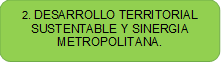 2. DESARROLLO TERRITORIAL
SUSTENTABLE Y SINERGIA
METROPOLITANA.